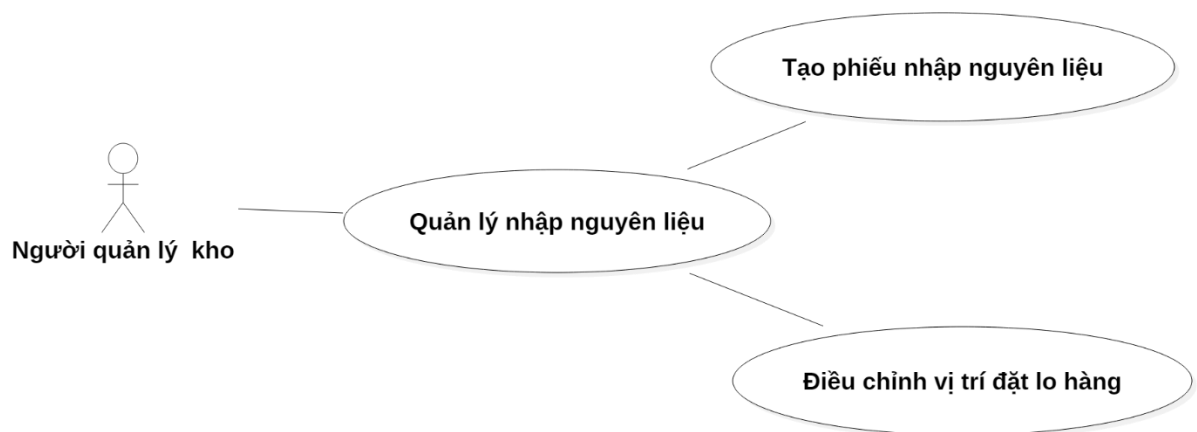 Tạo phiếu nhập nguyên liệu
Quản lý nhập nguyên liệu
Người quản lý  kho
Điều chỉnh vị trí đặt lo hàng